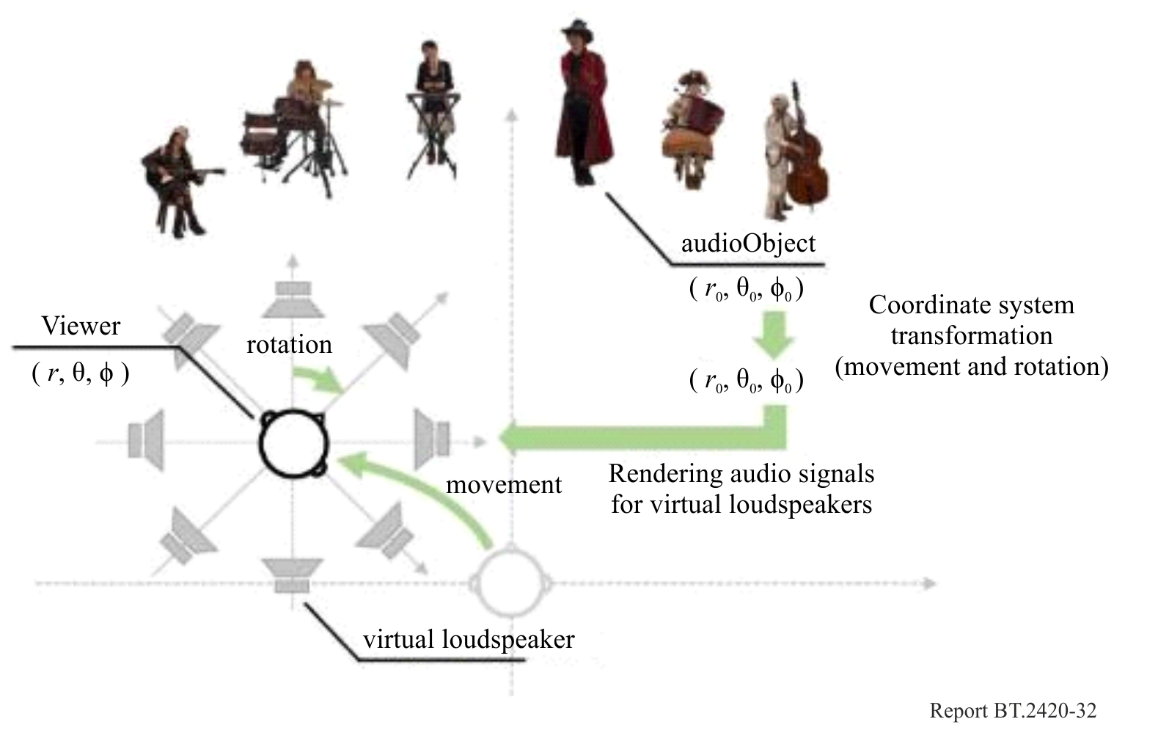 audioObject
( r₀, θ₀, ϕ₀ )
Coordinate system
transformation
(movement and rotation)
Viewer
( r, θ, ϕ )
rotation
( r₀, θ₀, ϕ₀ )
movement
Rendering audio signals
for virtual loudspeakers
virtual loudspeaker
Report BT.2420-32